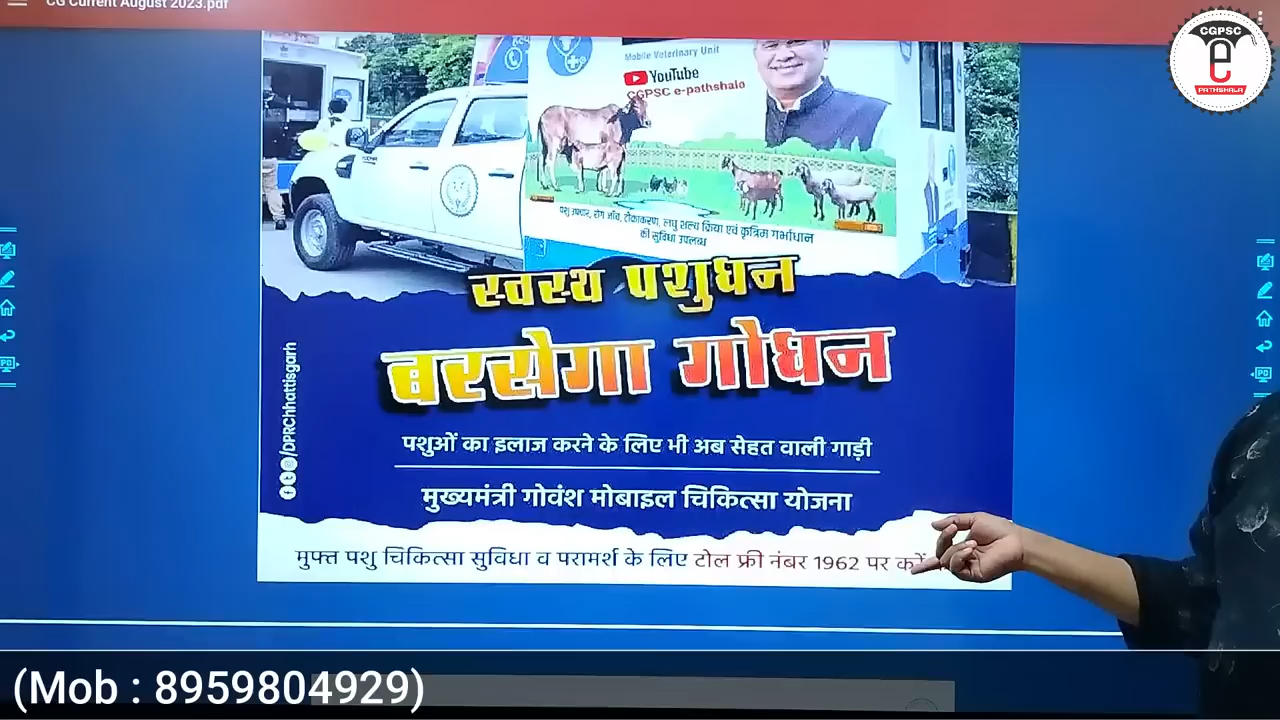 CG Current August 2023.pdf
CGPSC
e
PATHSHALA
Mobile Veterinary Unit
YouTube
CGPSC e-pathshala
पशु उपचार, रोग जाँच, टीकाकरण, लघु शल्य क्रिया एवं कृत्रिम गर्भाधान
की सुविधा उपलब्ध
स्वस्थ पशुधन
बरसेगा गोधन
/DPRChhattisgarh
पशुओं का इलाज करने के लिए भी अब सेहत वाली गाड़ी
मुख्यमंत्री गोवंश मोबाइल चिकित्सा योजना
मुफ्त पशु चिकित्सा सुविधा व परामर्श के लिए टोल फ्री नंबर 1962 पर करें
(Mob : 8959804929)